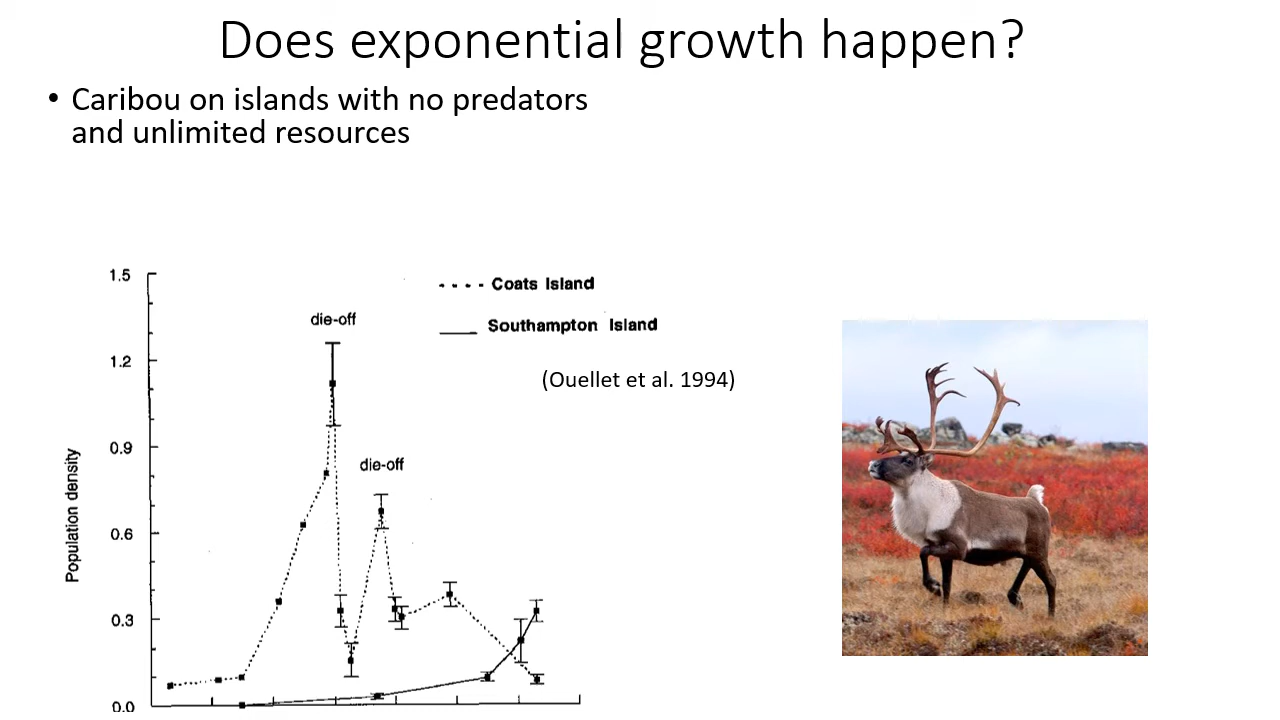 Does exponential growth happen?
• Caribou on islands with no predators
and unlimited resources
1.5
Coats Island
die-off
Southampton Island
1.2
(Ouellet et al. 1994)
0.9
die-off
Population density
0.6
0.3
0.0